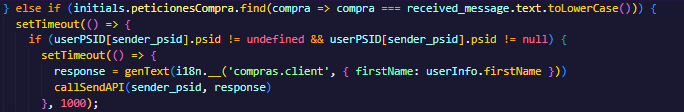 } else if (initials.peticionesCompra.find(compra => compra === received_message.text.toLowerCase())) {
setTimeout(() => {
if (userPSID[sender_psid].psid != undefined && userPSID[sender_psid].psid != null) {
setTimeout(() => {
response = genText(i18n.__('compras.client', { firstName: userInfo.firstName }))
callSendAPI(sender_psid, response)
}, 1000);